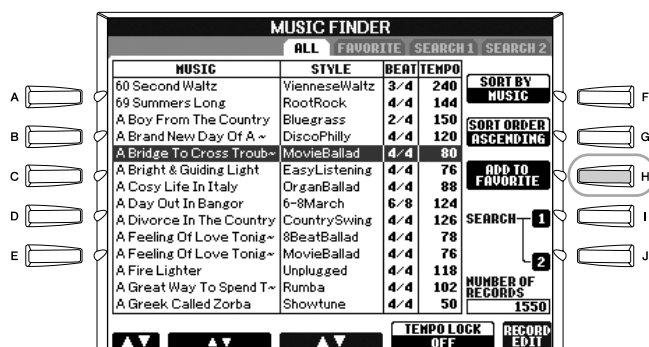 MUSIC FINDER
ALL FAVORITE SEARCH 1 SEARCH 2
MUSIC STYLE BEAT TEMPO
60 Second Waltz VienneseWaltz 3/4 240
69 Summers Long RootRock 4/4 144
A Boy From The Country Bluegrass 2/4 150
A Brand New Day Of A ~ DiscoPhilly 4/4 120
A Bridge To Cross Troub~ MovieBallad 4/4 80
A Bright & Guiding Light EasyListening 4/4 76
A Cosy Life In Italy OrganBallad 4/4 88
A Day Out In Bangor 6-8March 6/8 124
A Divorce In The Country CountrySwing 4/4 126
A Feeling Of Love Tonig~ 8BeatBallad 4/4 78
A Feeling Of Love Tonig~ MovieBallad 4/4 76
A Fire Lighter Unplugged 4/4 118
A Great Way To Spend T~ Rumba 4/4 102
A Greek Called Zorba Showtune 4/4 50
SORT BY
MUSIC
SORT ORDER
ASCENDING
ADD TO
FAVORITE
SEARCH 1
2
NUMBER OF
RECORDS
1550
TEMPO LOCK
OFF
RECORD
EDIT
A
B
C
D
E
F
G
H
I
J